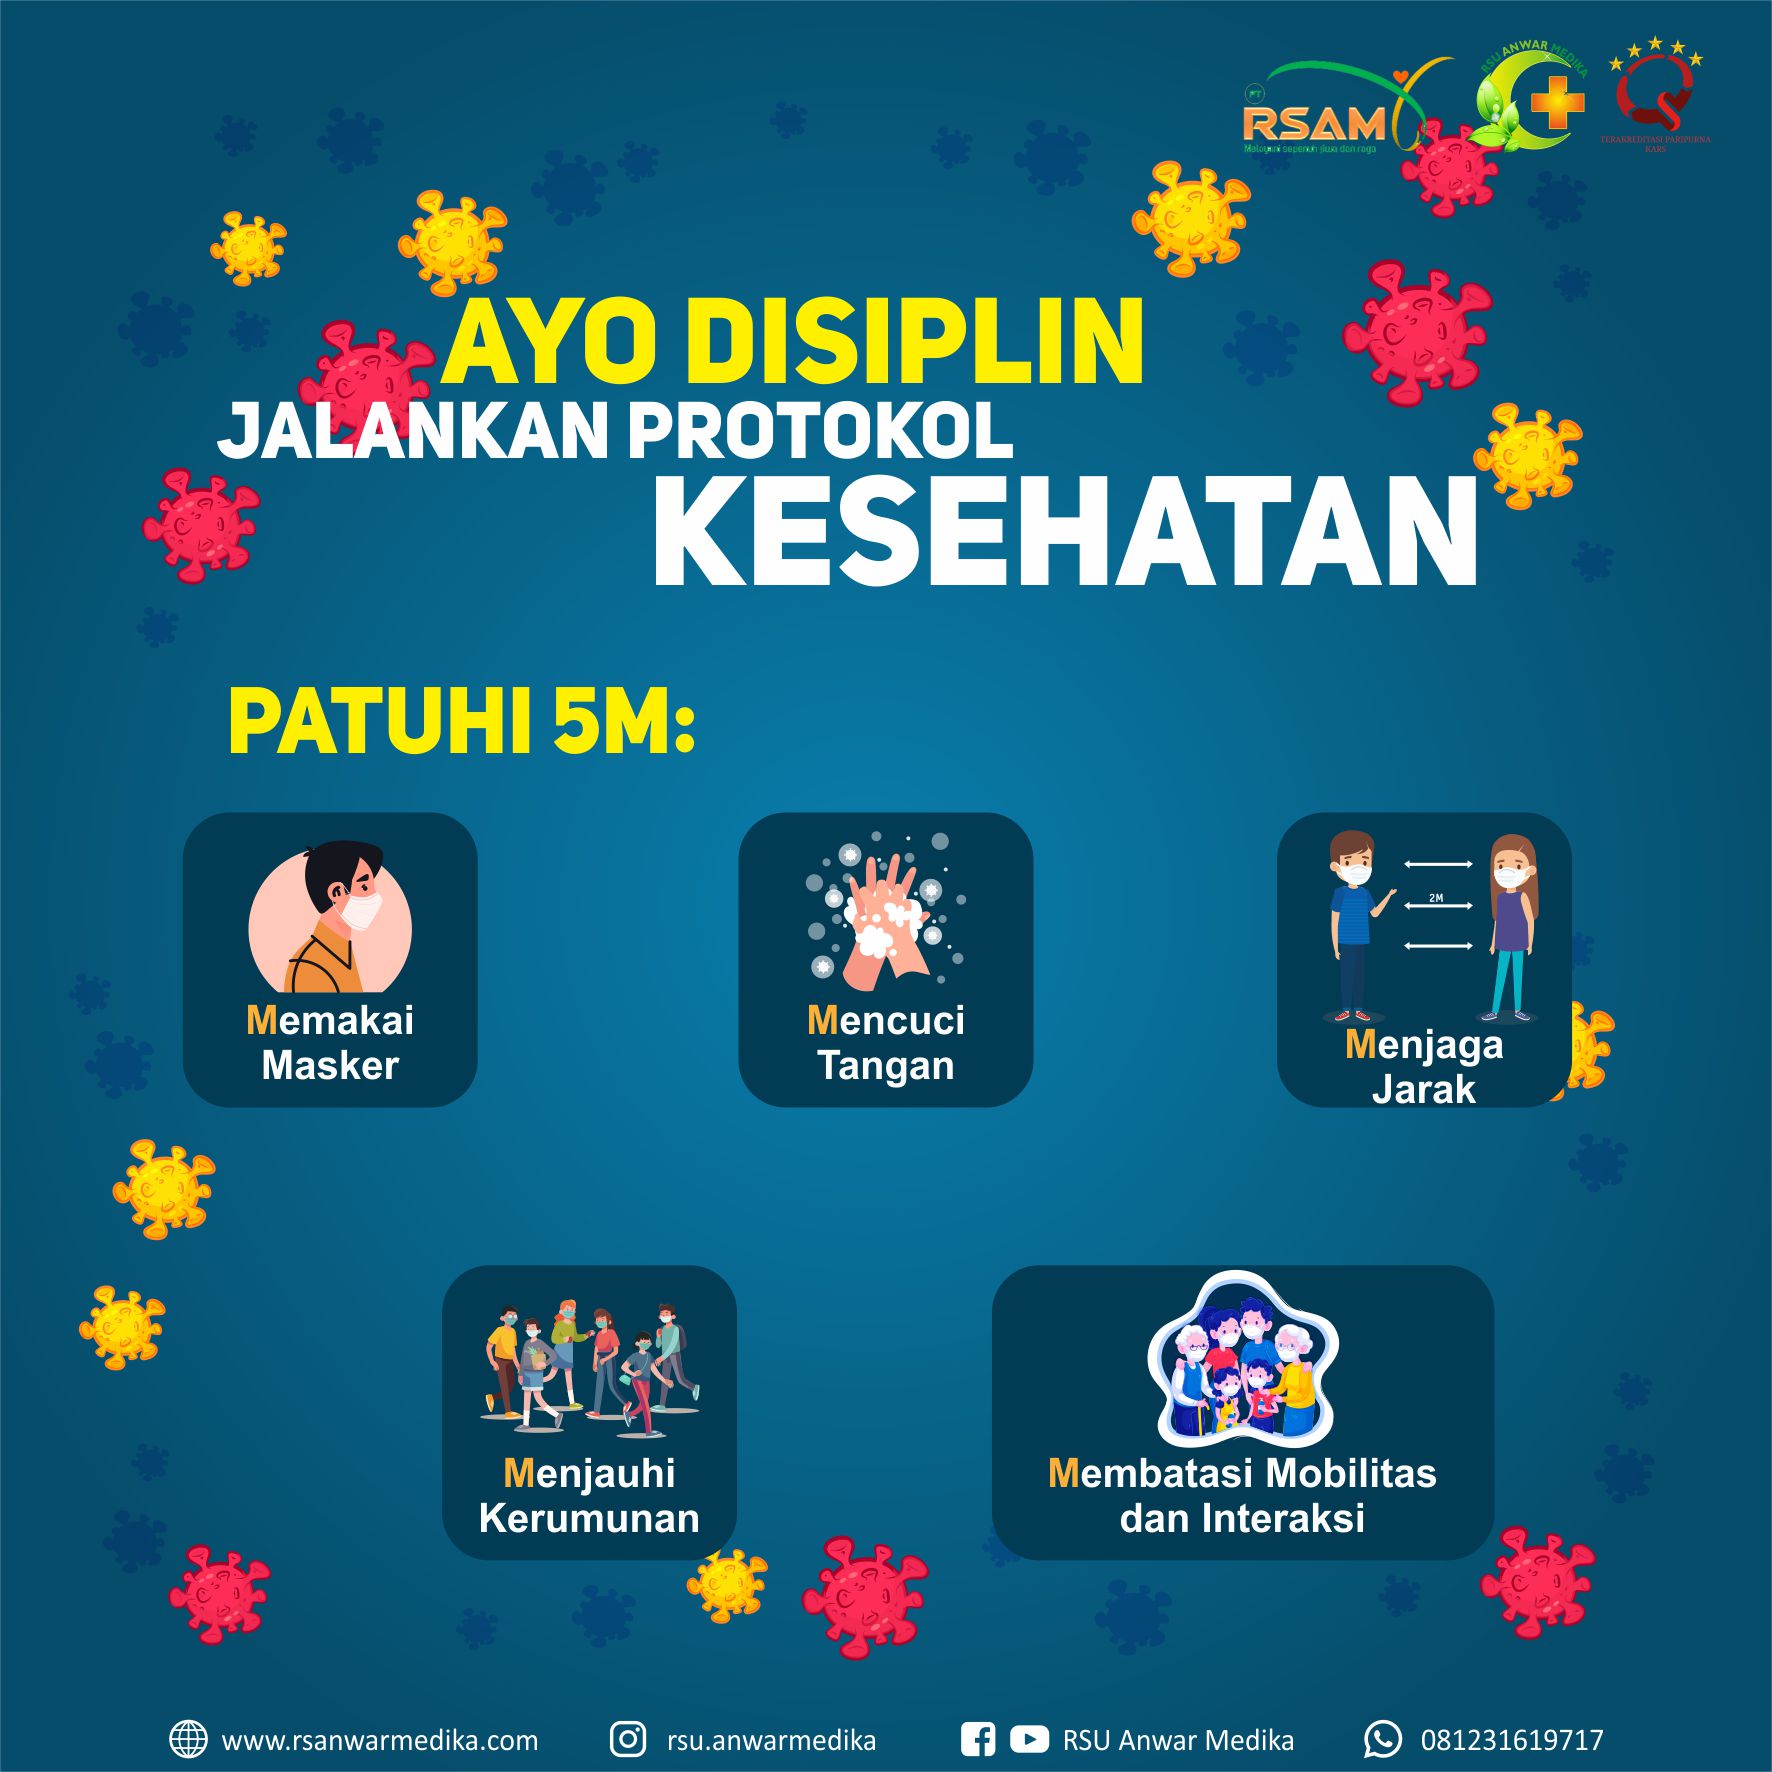 PT
RSAM
Melayani sepenuh jiwa dan raga
RSU ANWAR MEDIKA
TERAKREDITASI PARIPURNA
KARS
AYO DISIPLIN
JALANKAN PROTOKOL
KESEHATAN
PATUHI 5M:
Memakai
Masker
Mencuci
Tangan
2M
Menjaga
Jarak
Menjauhi
Kerumunan
Membatasi Mobilitas
dan Interaksi
www.rsanwarmedika.com
rsu.anwarmedika
RSU Anwar Medika
081231619717